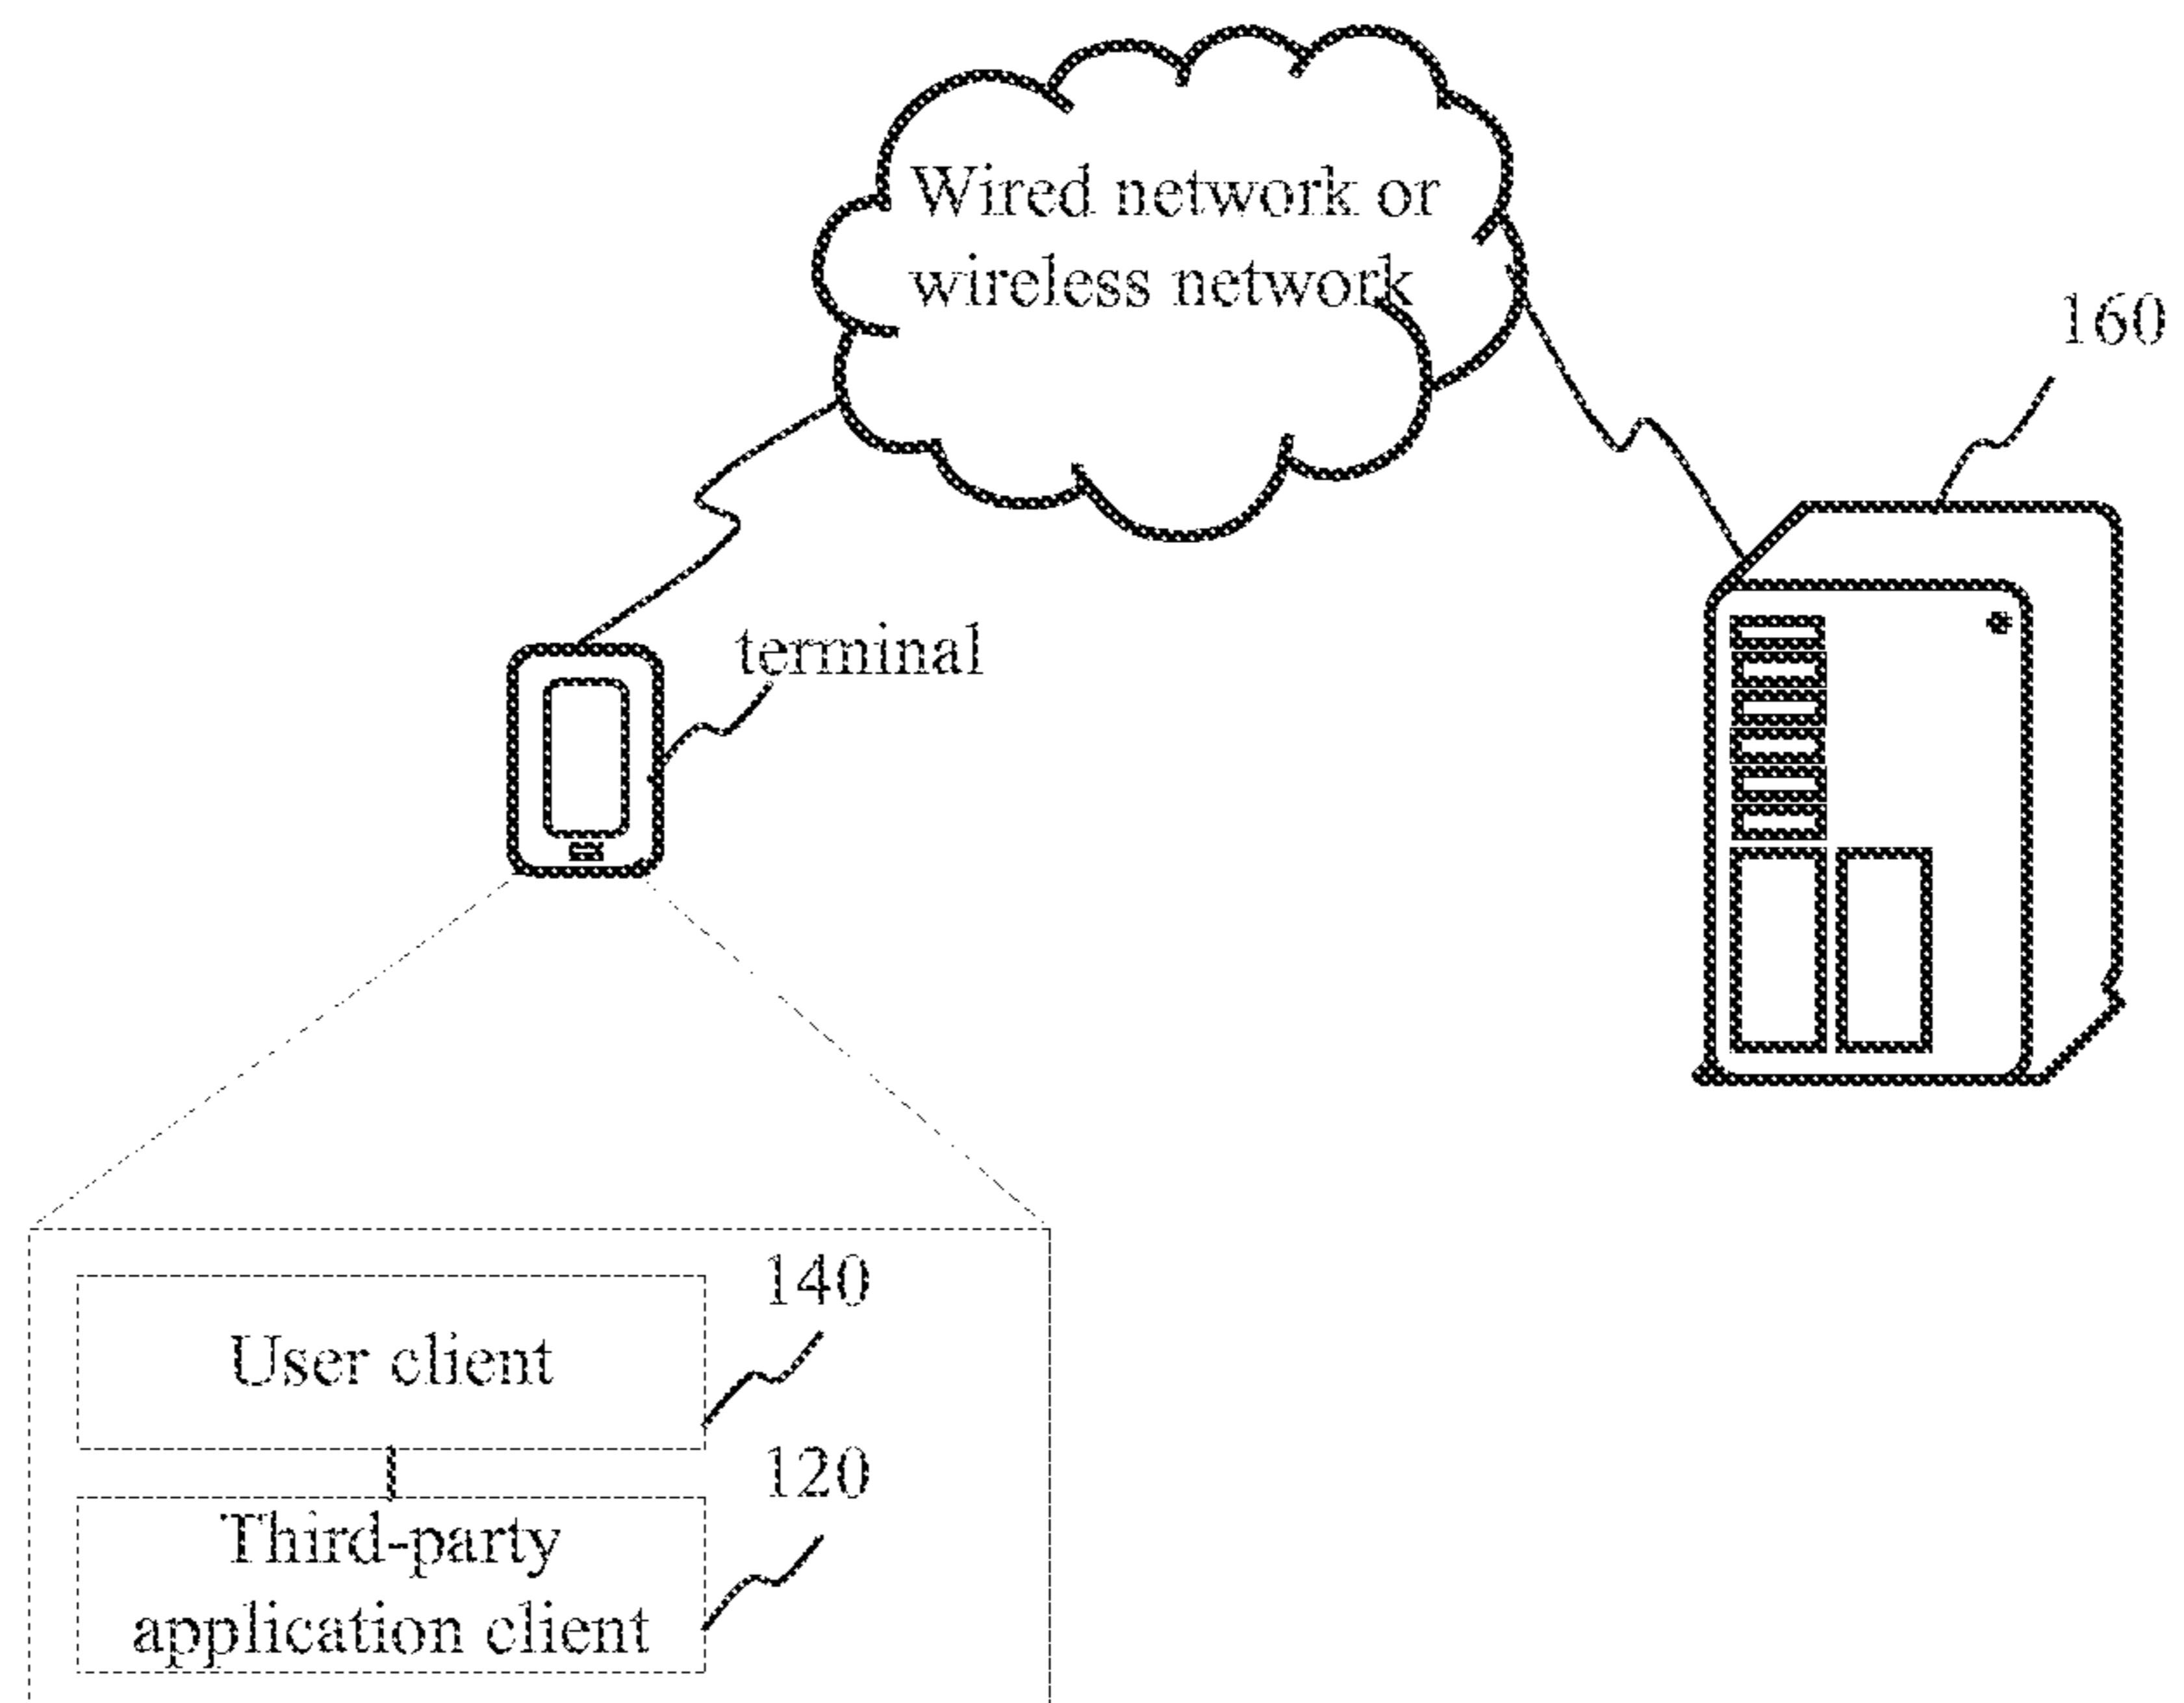 Wired network or
wireless network
160
terminal
140
User client
120
Third-party
application client